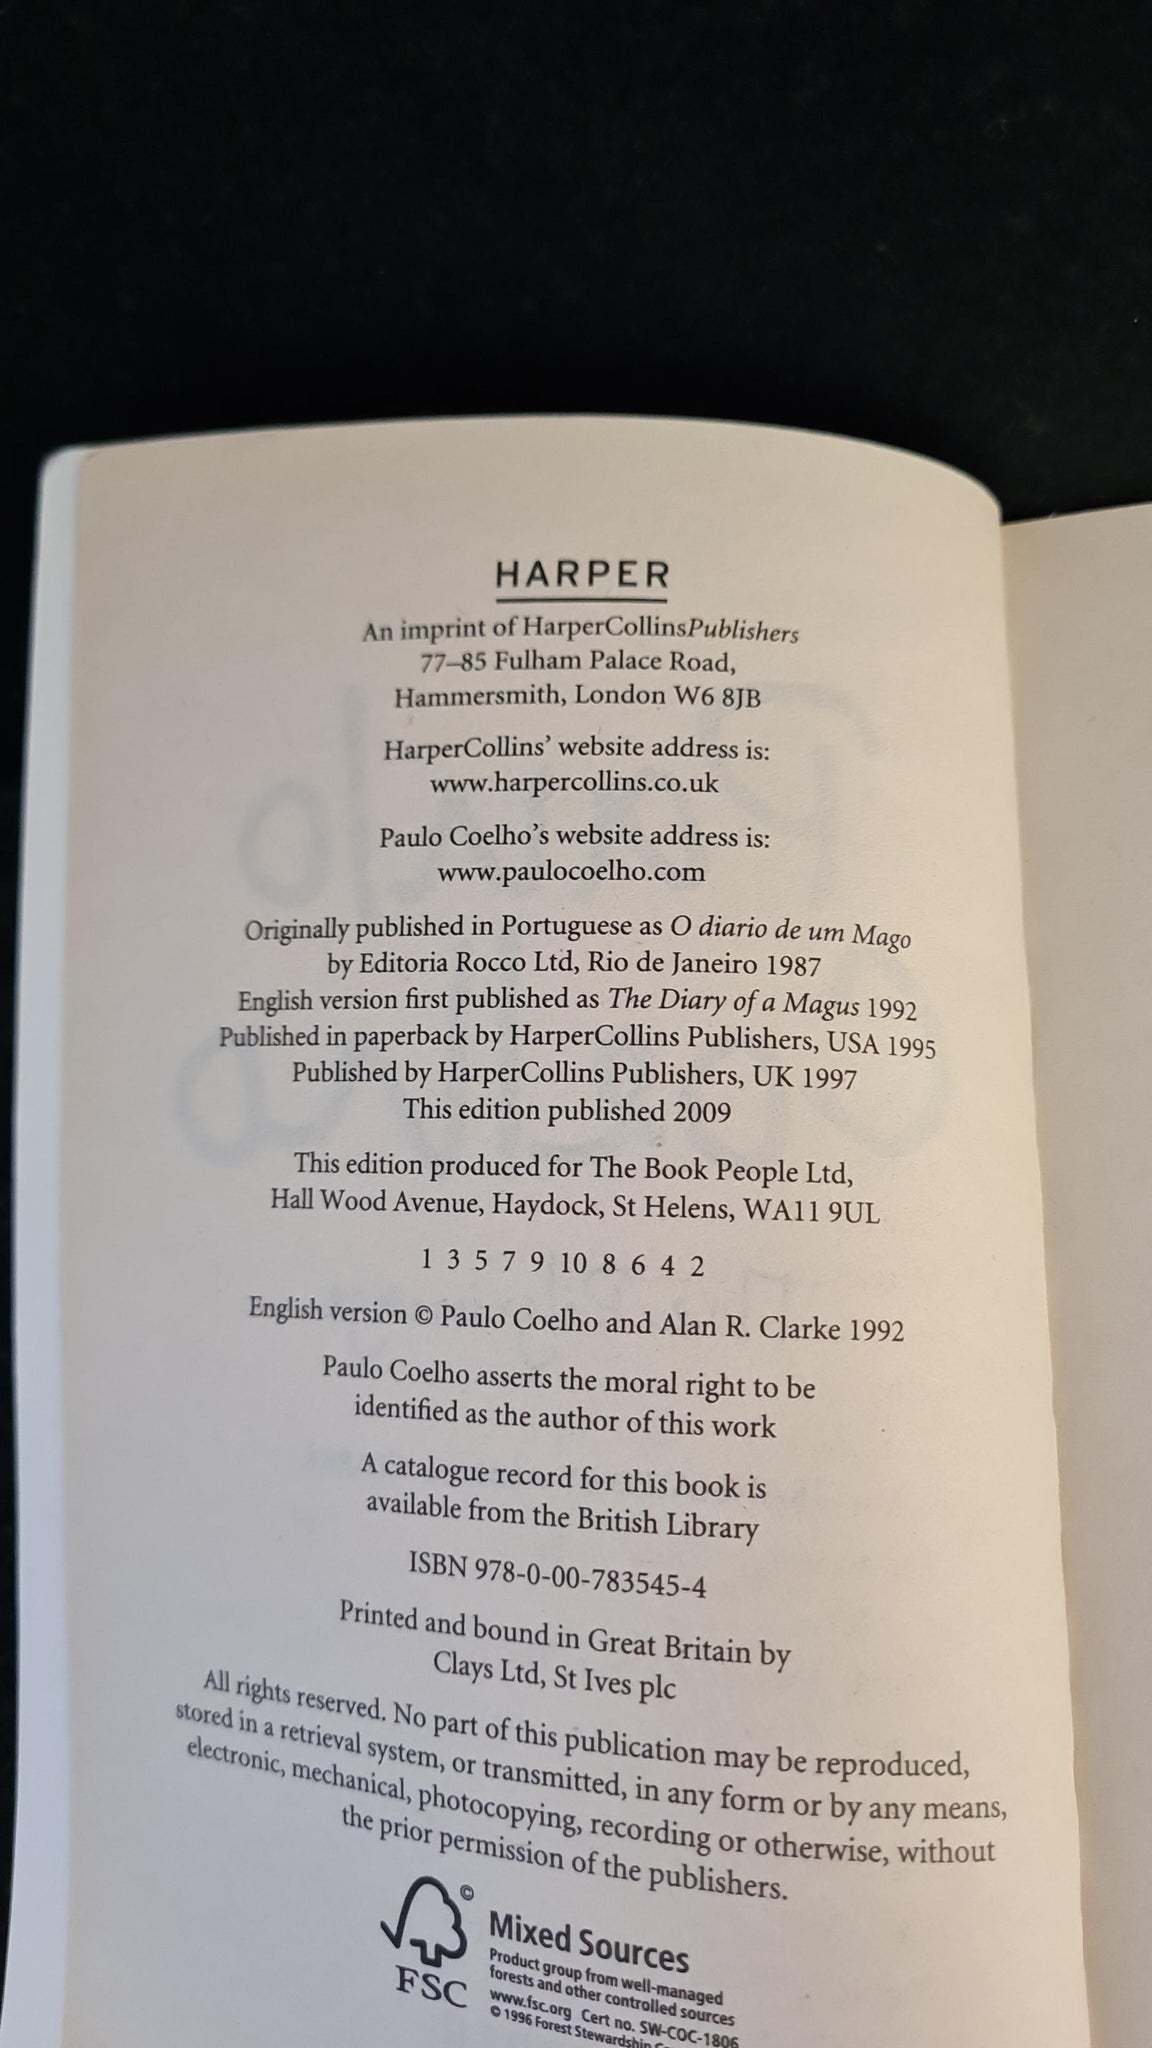 HARPER
An imprint of HarperCollinsPublishers
77–85 Fulham Palace Road,
Hammersmith, London W6 8JB
HarperCollins' website address is:
www.harpercollins.co.uk
Paulo Coelho's website address is:
www.paulocoelho.com
Originally published in Portuguese as O diario de um Mago
by Editoria Rocco Ltd, Rio de Janeiro 1987
English version first published as The Diary of a Magus 1992
Published in paperback by HarperCollins Publishers, USA 1995
Published by HarperCollins Publishers, UK 1997
This edition published 2009
This edition produced for The Book People Ltd,
Hall Wood Avenue, Haydock, St Helens, WA11 9UL
1 3 5 7 9 10 8 6 4 2
English version © Paulo Coelho and Alan R. Clarke 1992
Paulo Coelho asserts the moral right to be
identified as the author of this work
A catalogue record for this book is
available from the British Library
ISBN 978-0-00-783545-4
Printed and bound in Great Britain by
Clays Ltd, St Ives plc
All rights reserved. No part of this publication may be reproduced,
stored in a retrieval system, or transmitted, in any form or by any means,
electronic, mechanical, photocopying, recording or otherwise, without
the prior permission of the publishers.
©
FSC
Mixed Sources
Product group from well-managed
forests and other controlled sources
www.fsc.org Cert no. SW-COC-1806
© 1996 Forest Stewardship